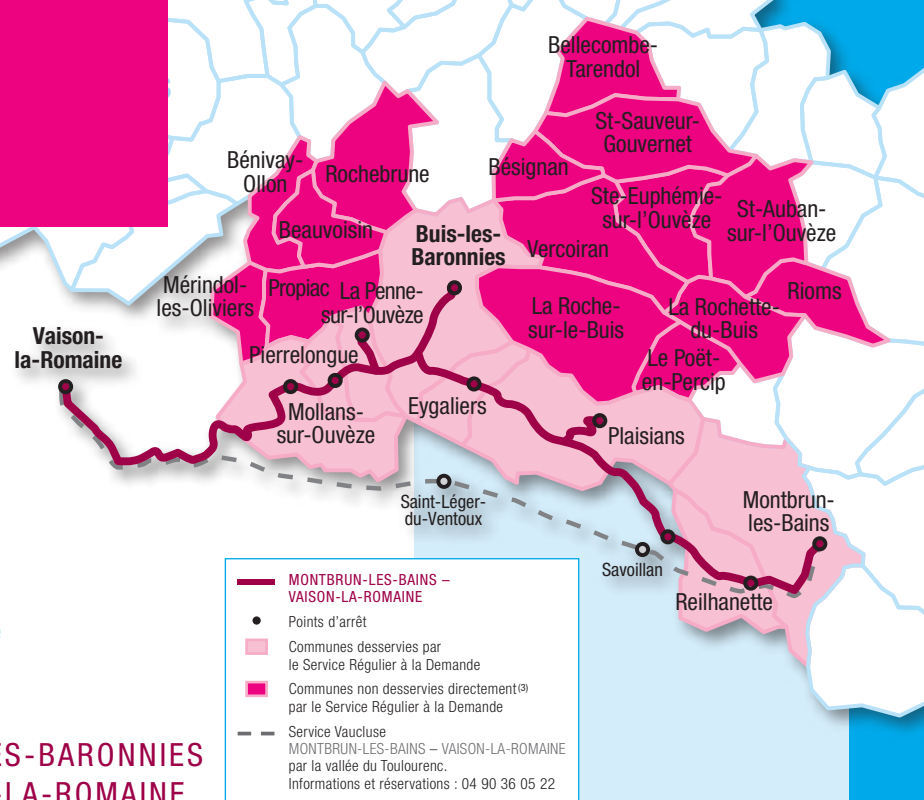 Bellecombe-
Tarendol
St-Sauveur-
Gouvernet
Bénivay-
Ollon
Rochebrune
Bésignan
Ste-Euphémie-
sur-l'Ouvèze
St-Auban-
sur-l'Ouvèze
Beauvoisin
Buis-les-
Baronnies
Vercoiran
Mérindol-
les-Oliviers
Propiac
La Penne-
sur-l'Ouvèze
La Roche-
sur-le-Buis
La Rochette-
du-Buis
Rioms
Vaison-
la-Romaine
Pierrelongue
Le Poët-
en-Percip
Mollans-
sur-Ouvèze
Eygaliers
Plaisians
Saint-Léger-
du-Ventoux
Montbrun-
les-Bains
Savoillan
Reilhanette
MONTBRUN-LES-BAINS –
VAISON-LA-ROMAINE
Points d'arrêt
Communes desservies par
le Service Régulier à la Demande
Communes non desservies directement (3)
par le Service Régulier à la Demande
Service Vaucluse
MONTBRUN-LES-BAINS – VAISON-LA-ROMAINE
par la vallée du Toulourenc.
Informations et réservations : 04 90 36 05 22
ES-BARONNIES
-LA-ROMAINE